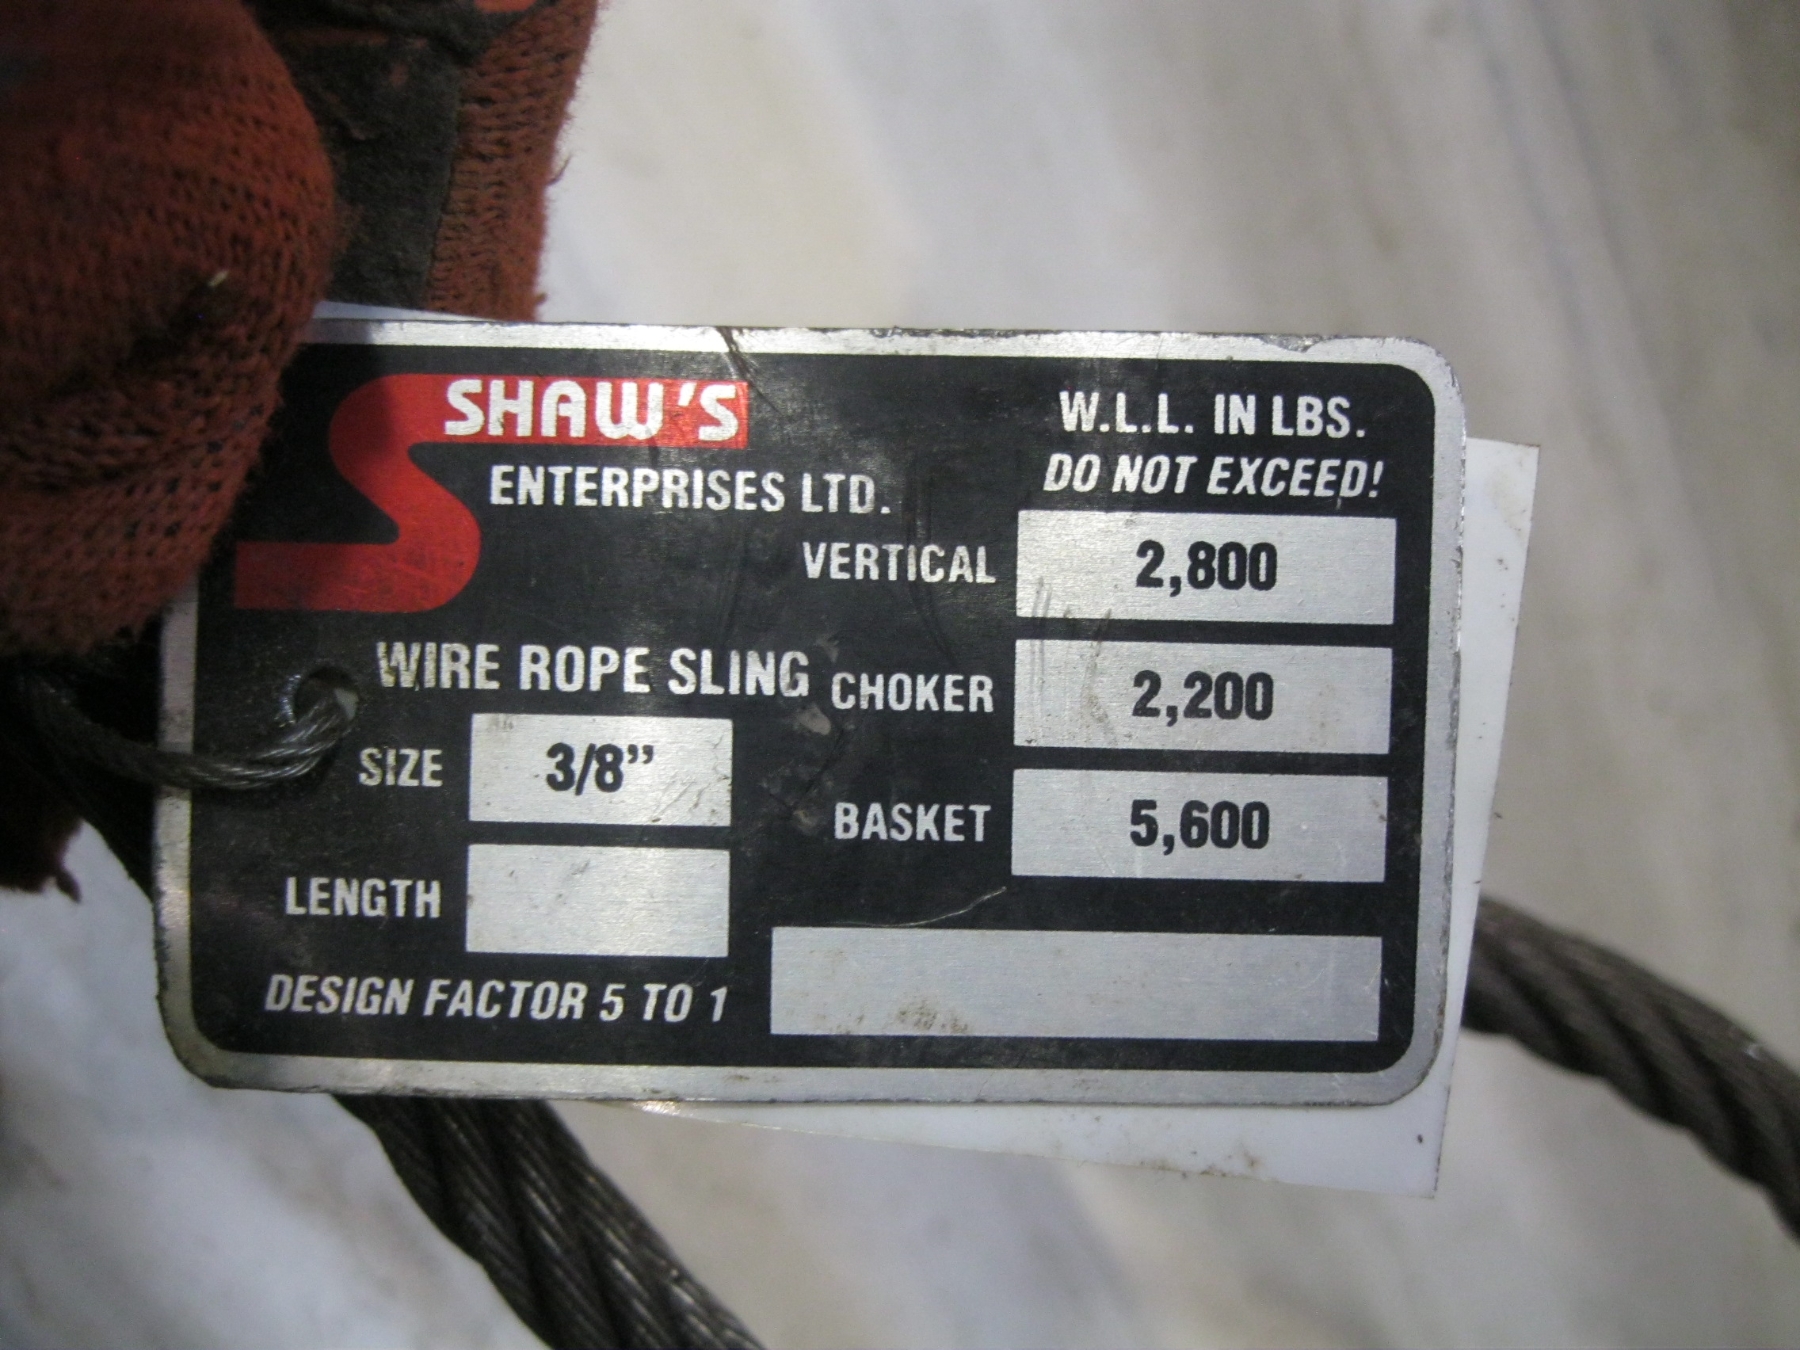 SHAW'S
ENTERPRISES LTD.
W.L.L. IN LBS.
DO NOT EXCEED!
VERTICAL 2,800
WIRE ROPE SLING
CHOKER 2,200
SIZE 3/8”
BASKET 5,600
LENGTH
DESIGN FACTOR 5 TO 1